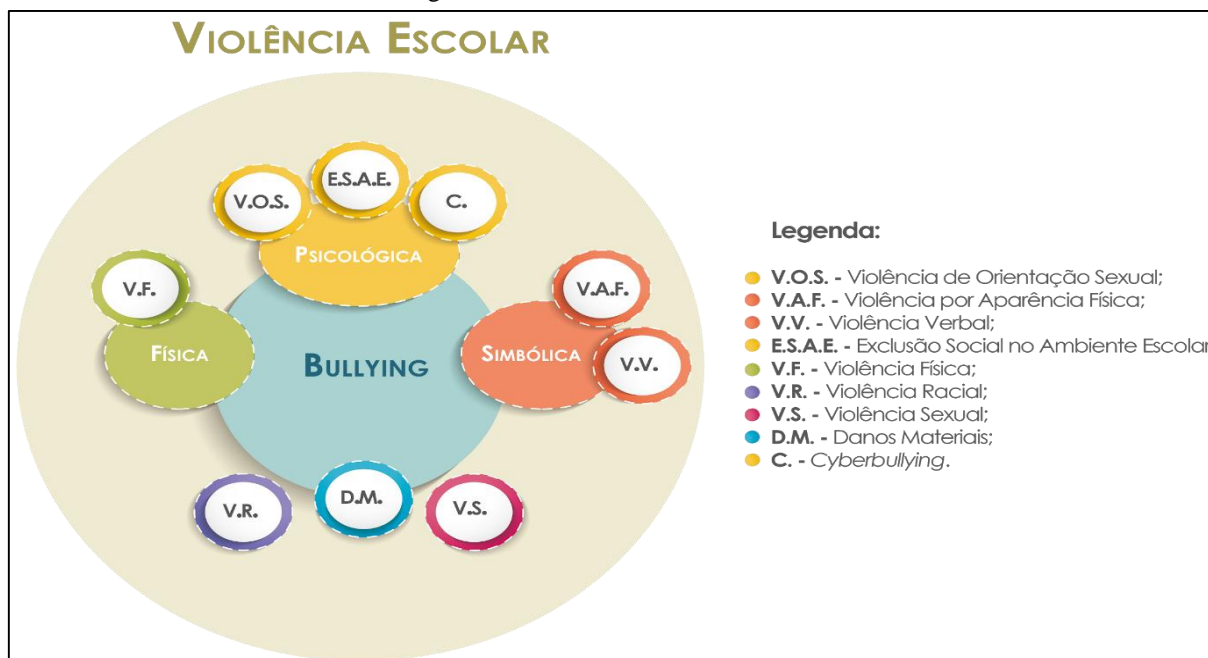 VIOLÊNCIA ESCOLAR
E.S.A.E.
V.O.S.
C.
PSICOLÓGICA
V.F.
V.A.F.
FÍSICA
BULLYING
SIMBÓLICA
V.V.
V.R.
D.M.
V.S.
Legenda:
V.O.S. - Violência de Orientação Sexual;
V.A.F. - Violência por Aparência Física;
V.V. - Violência Verbal;
E.S.A.E. - Exclusão Social no Ambiente Escolar
V.F. - Violência Física;
V.R. - Violência Racial;
V.S. - Violência Sexual;
D.M. - Danos Materiais;
C. - Cyberbullying.